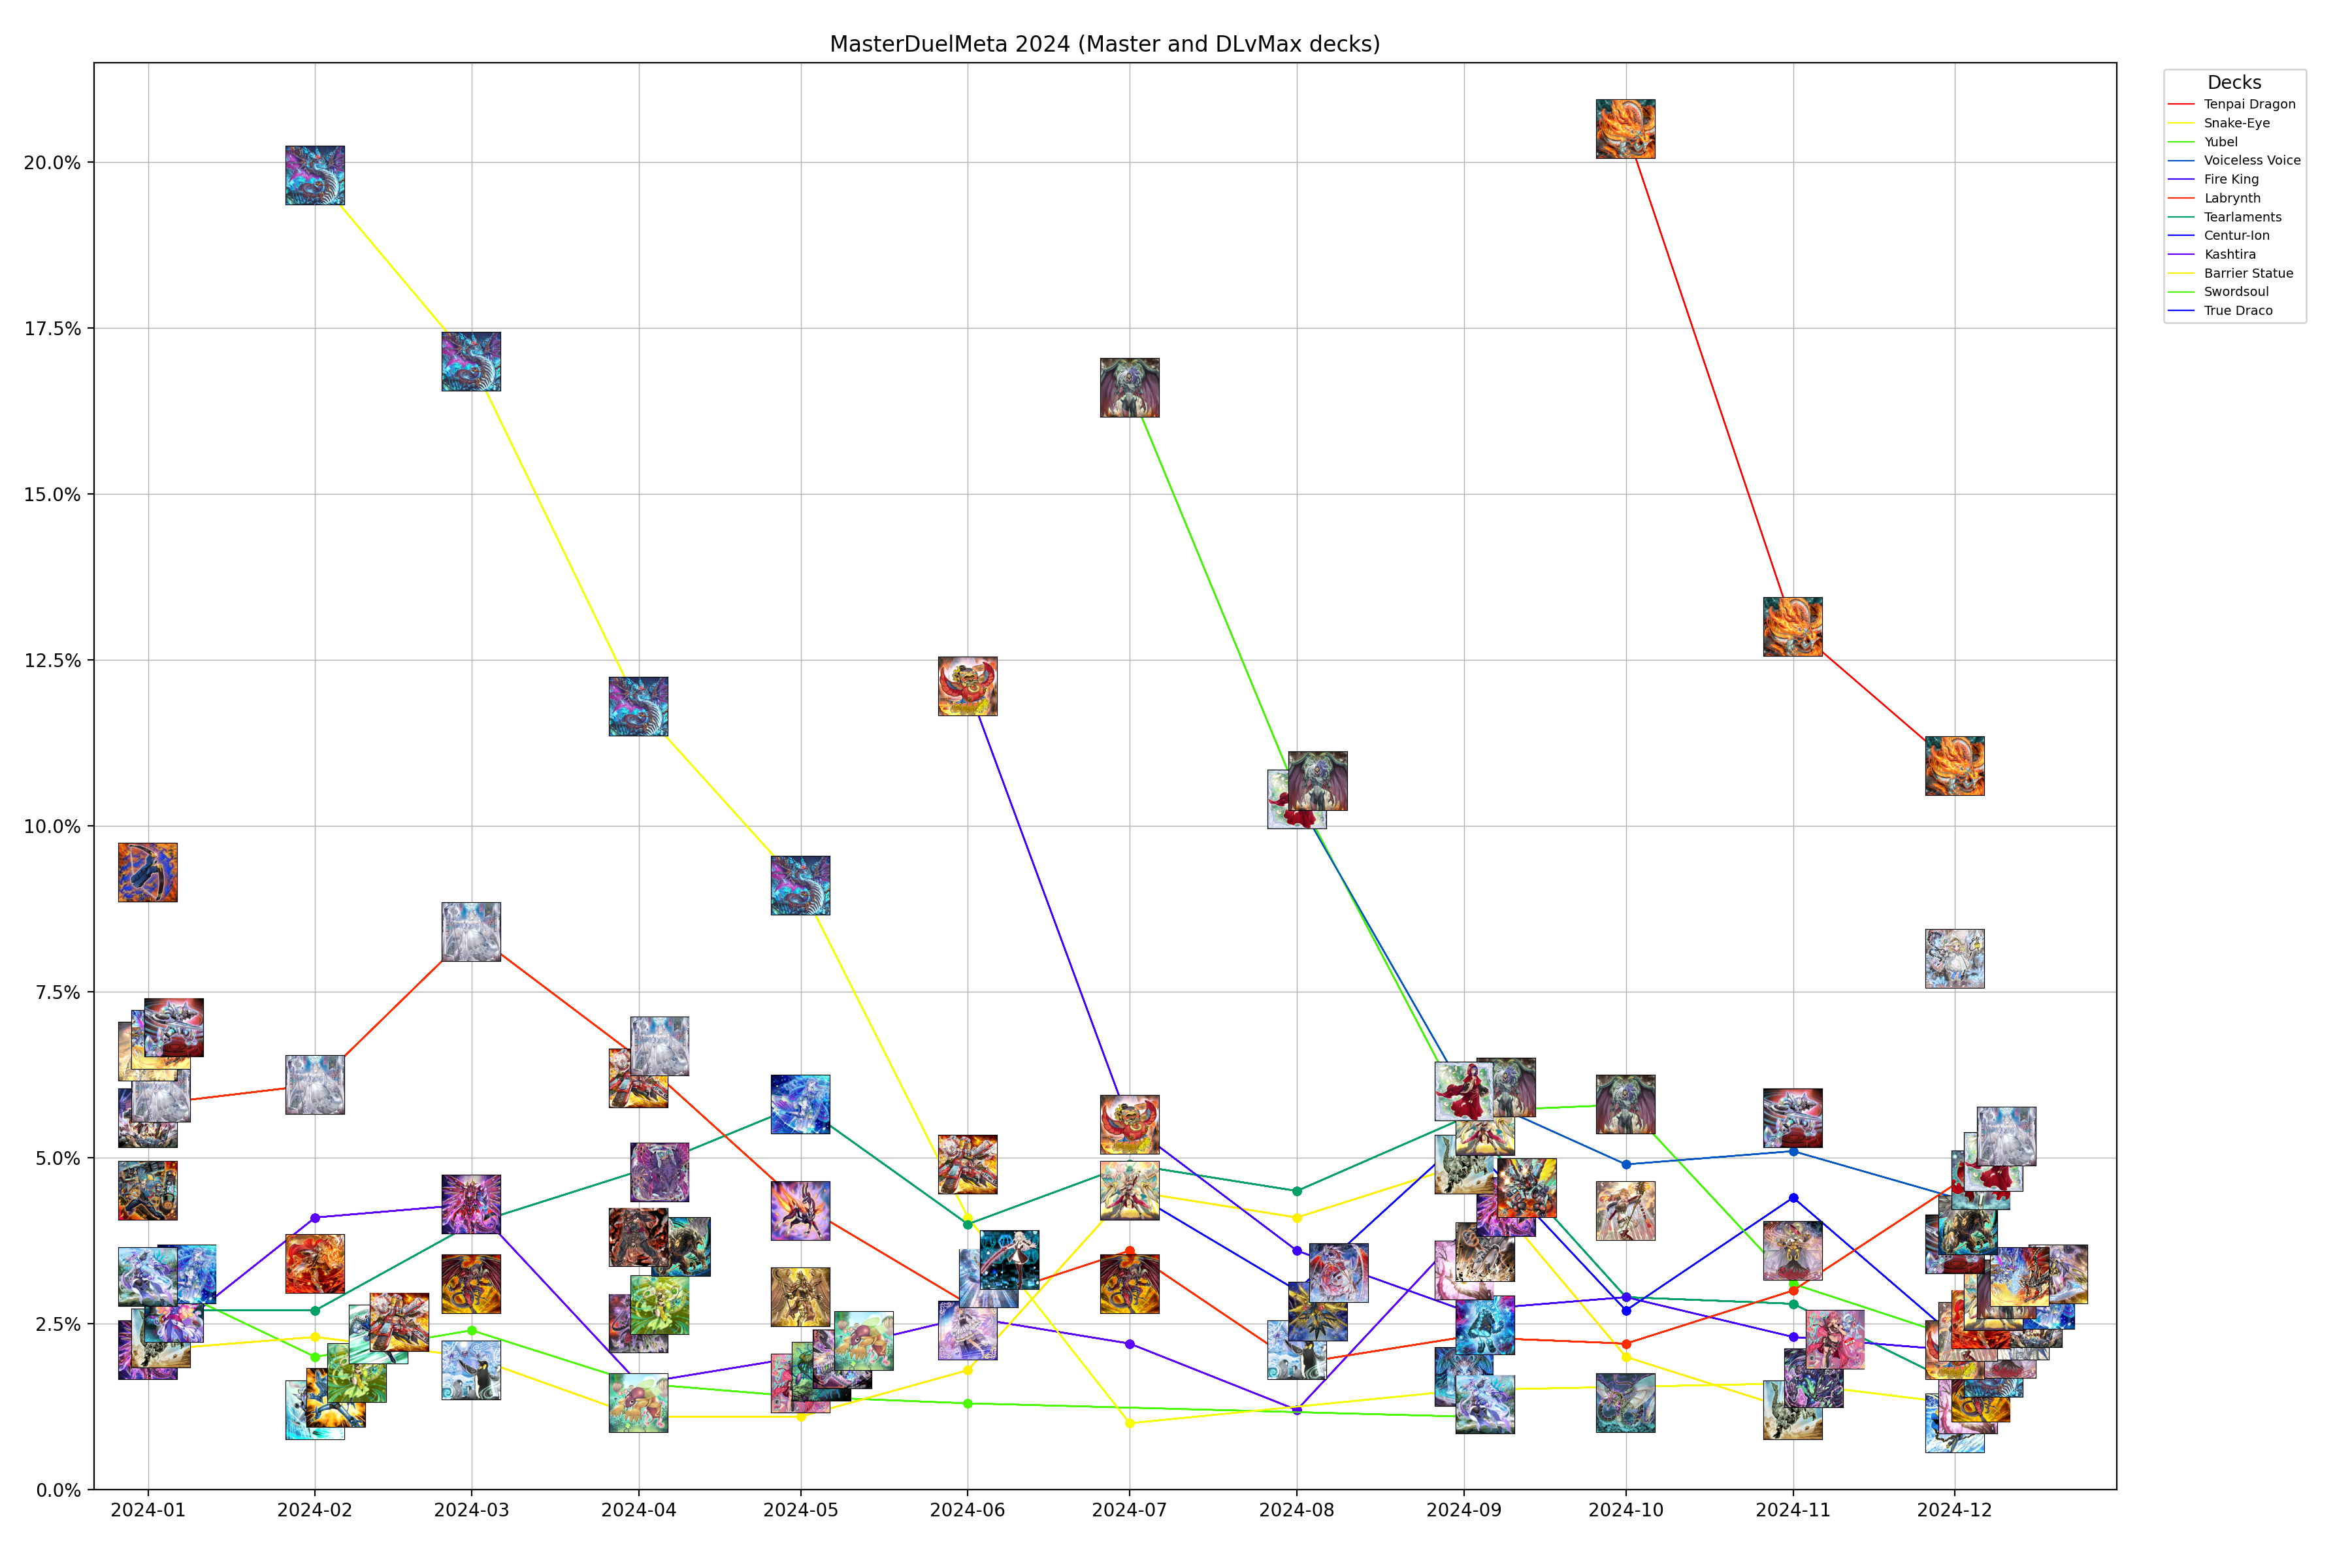 MasterDuelMeta 2024 (Master and DLvMax decks)
20.0%
17.5%
15.0%
12.5%
10.0%
7.5%
5.0%
2.5%
0.0%
2024-01
2024-02
2024-03
2024-04
2024-05
2024-06
2024-07
2024-08
2024-09
2024-10
2024-11
2024-12
Decks
Tenpai Dragon
Snake-Eye
Yubel
Voiceless Voice
Fire King
Labrynth
Tearlaments
Centur-Ion
Kashtira
Barrier Statue
Swordsoul
True Draco